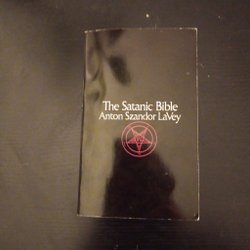 The Satanic Bible
Anton Szandor LaVey